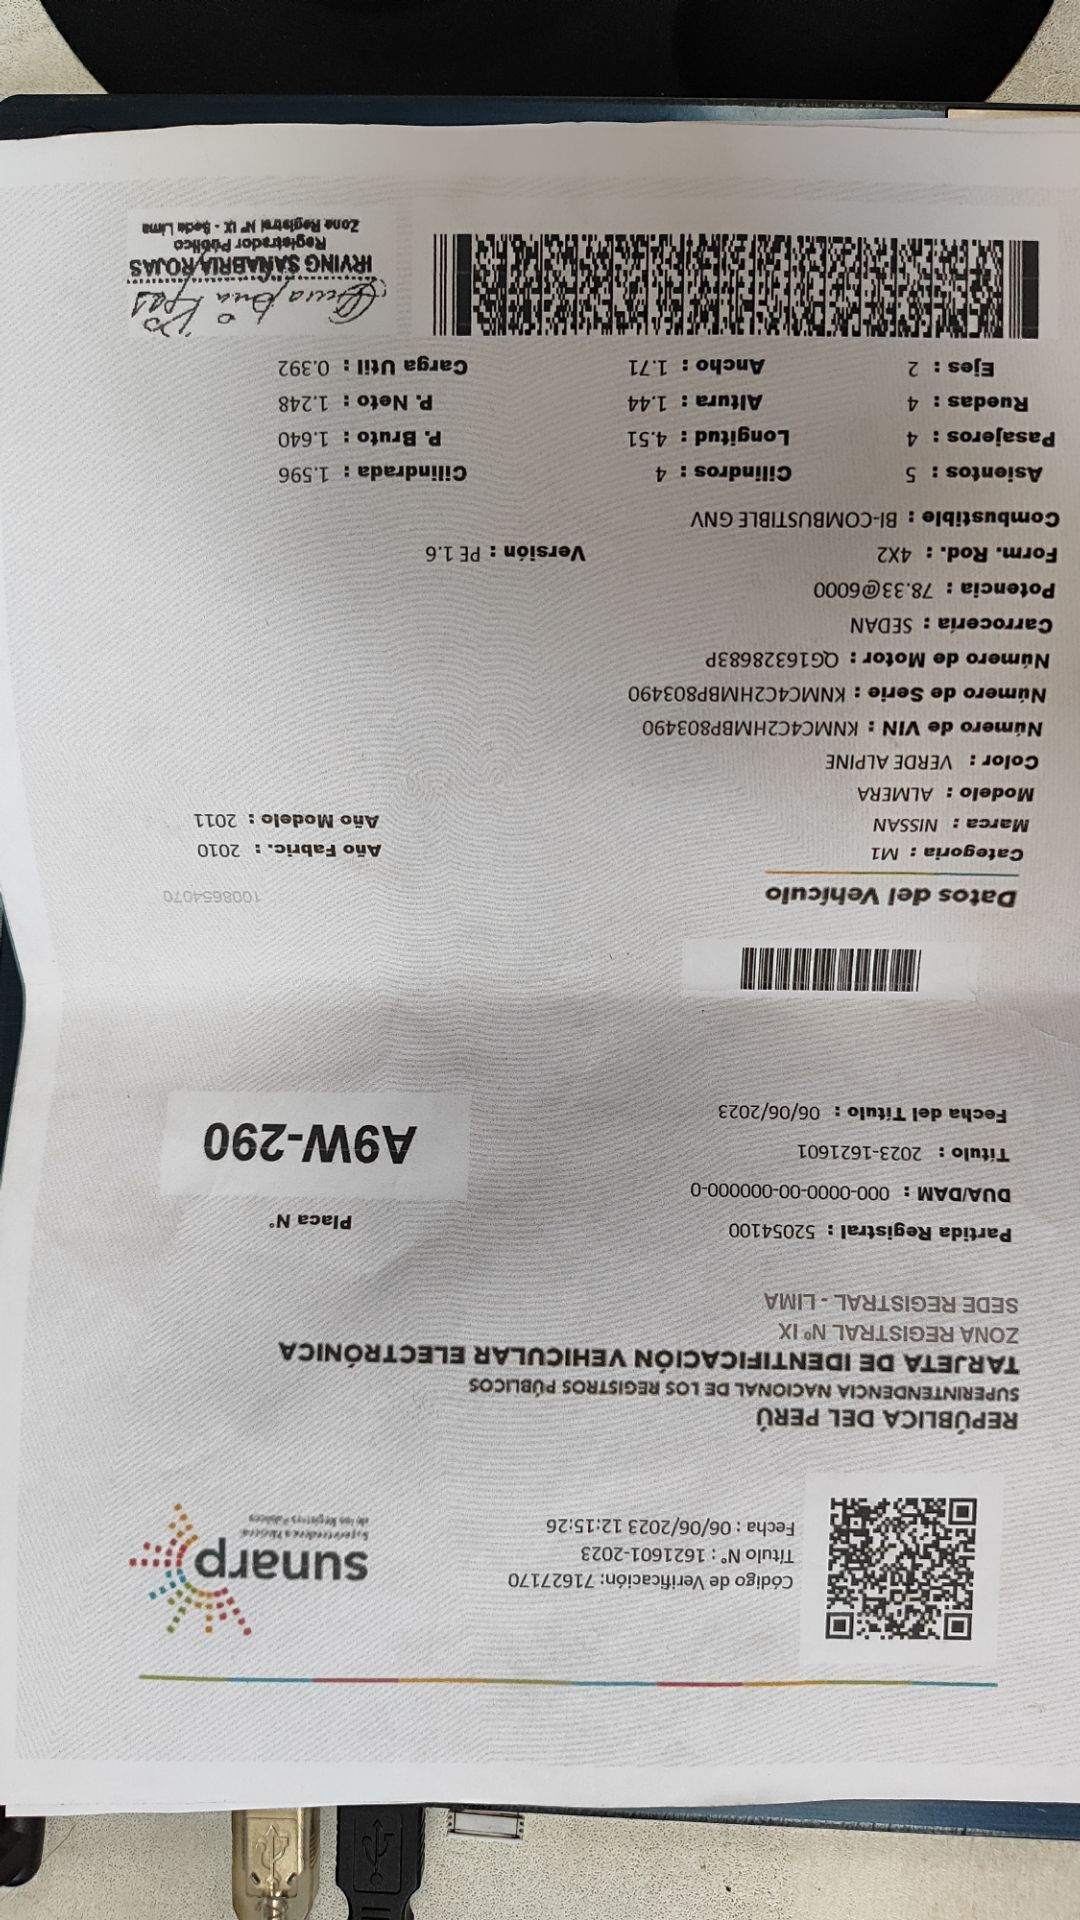 Código de Verificación: 71627170
Título N° : 1621601-2023
Fecha : 06/06/2023 12:15:26
sunarp
Superintendencia Nacional
de los Registros Públicos
REPÚBLICA DEL PERÚ
SUPERINTENDENCIA NACIONAL DE LOS REGISTROS PÚBLICOS
TARJETA DE IDENTIFICACIÓN VEHICULAR ELECTRÓNICA
ZONA REGISTRAL Nº IX
SEDE REGISTRAL - LIMA
Partida Registral : 52054100
Placa N°
DUA/DAM : 000-0000-00-000000-0
Título : 2023-1621601
A9W-290
Fecha del Título : 06/06/2023
Datos del Vehículo
1008654070
Categoria : M1
Año Fabric. : 2010
Marca : NISSAN
Año Modelo : 2011
Modelo : ALMERA
Color : VERDE ALPINE
Número de VIN : KNMC4C2HMBP803490
Número de Serie : KNMC4C2HMBP803490
Número de Motor : QG16328683P
Carrocería : SEDAN
Potencia : 78.33@6000
Form. Rod. : 4X2 Versión : PE 1.6
Combustible : BI-COMBUSTIBLE GNV
Asientos : 5 Cilindros : 4 Cilindrada : 1.596
Pasajeros : 4 Longitud : 4.51 P. Bruto : 1.640
Ruedas : 4 Altura : 1.44 P. Neto : 1.248
Ejes : 2 Ancho : 1.71 Carga Util : 0.392
IRVING SANABRIA ROJAS
Registrador Público
Zona Registral N° IX - Sede Lima